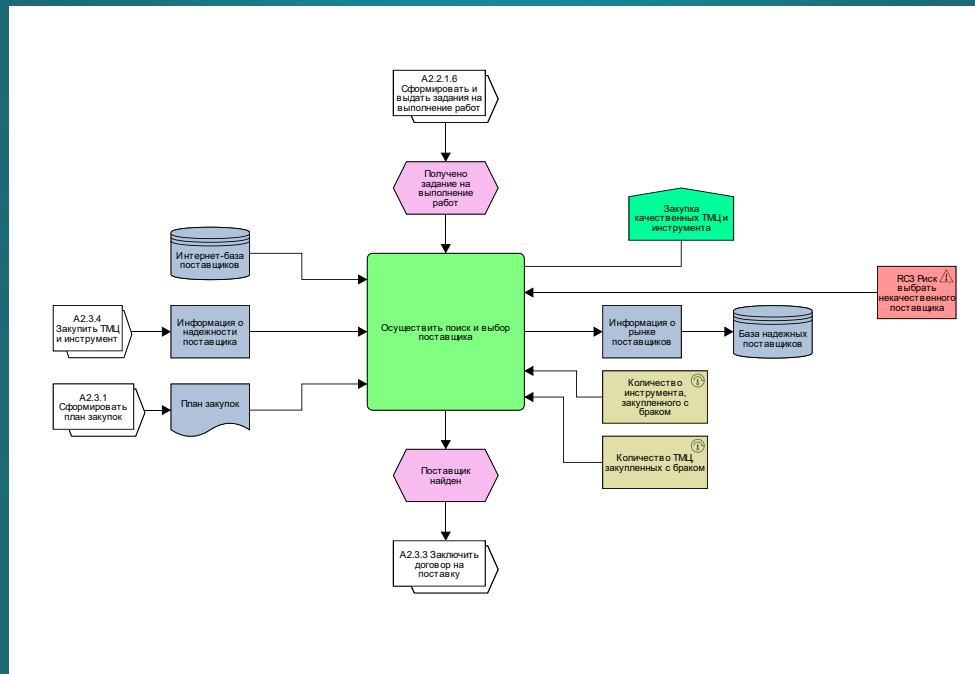 A2.2.1.6
Сформировать и
выдать задания на
выполнение работ
Получено
задание на
выполнение
работ
Закупка
качественных ТМЦ и
инструмента
Интернет-база
поставщиков
RC3 Риск
выбрать
некачественного
поставщика
A2.3.4
Закупить ТМЦ
и инструмент
Информация о
надежности
поставщика
Осуществить поиск и выбор
поставщика
Информация о
рынке
поставщиков
База надежных
поставщиков
A2.3.1
Сформировать
план закупок
План закупок
Количество
инструмента,
закупленного с
браком
Количество ТМЦ,
закупленных с браком
Поставщик
найден
A2.3.3 Заключить
договор на
поставку